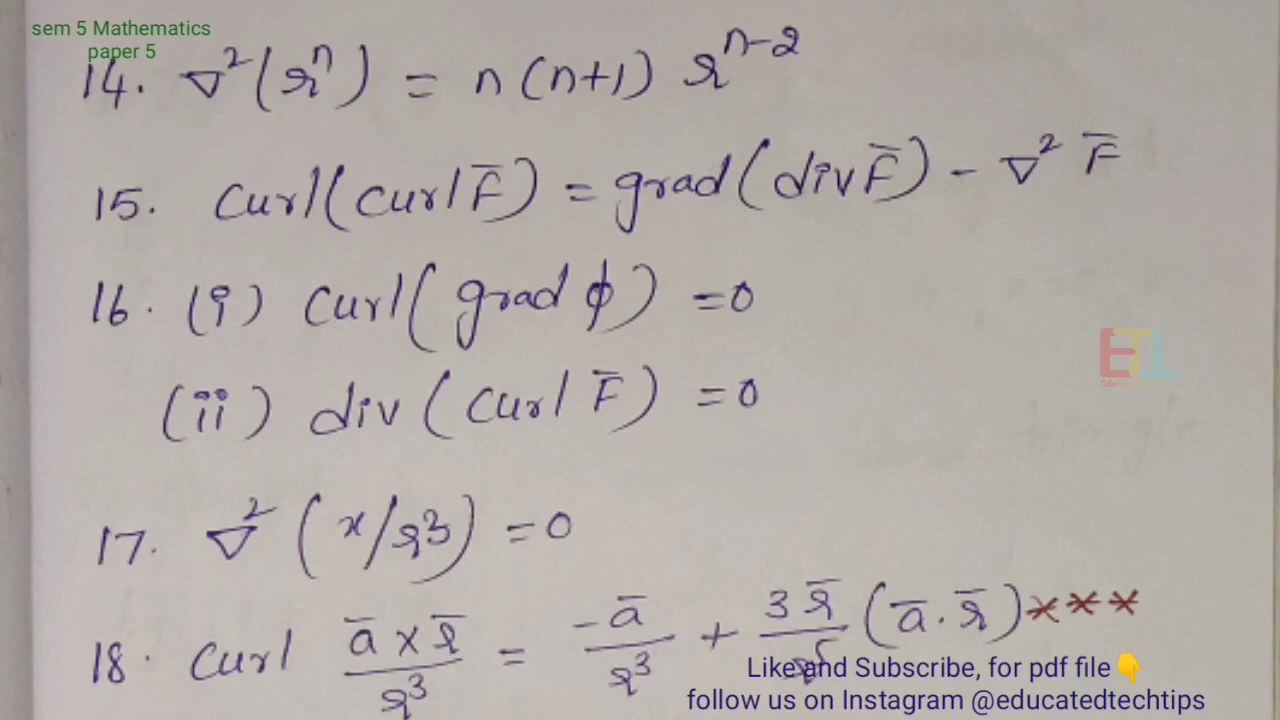 sem 5 Mathematics
paper 5
14. ∇²(r^n) = n(n+1) r^(n-2)
15. Curl(curl F̄) = grad(div F̄) - ∇² F̄
16. (i) Curl(grad ϕ) = 0
(ii) div(curl F̄) = 0
17. ∇²(x/r³) = 0
18. Curl (ā × r̄)/r³ = -ā/r³ + 3r̄/r⁵ (ā.r̄)***
Like and Subscribe, for pdf file👇
follow us on Instagram @educatedtechtips